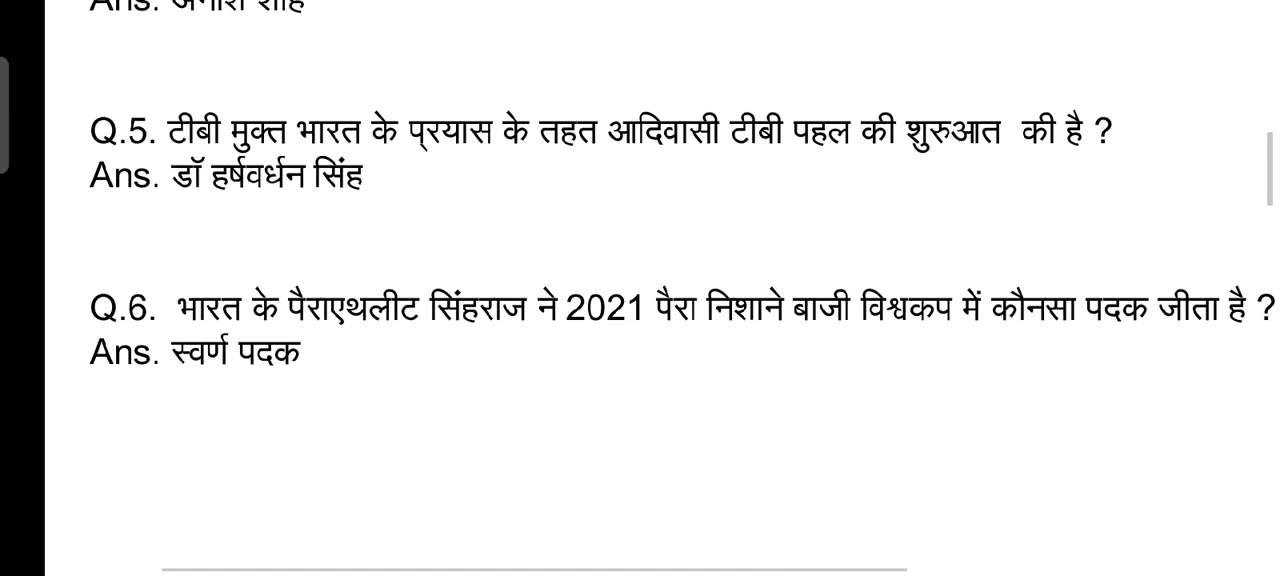 Q.5. टीबी मुक्त भारत के प्रयास के तहत आदिवासी टीबी पहल की शुरुआत की है ?
Ans. डॉ हर्षवर्धन सिंह
Q.6. भारत के पैराएथलीट सिंहराज ने 2021 पैरा निशाने बाजी विश्वकप में कौनसा पदक जीता है ?
Ans. स्वर्ण पदक